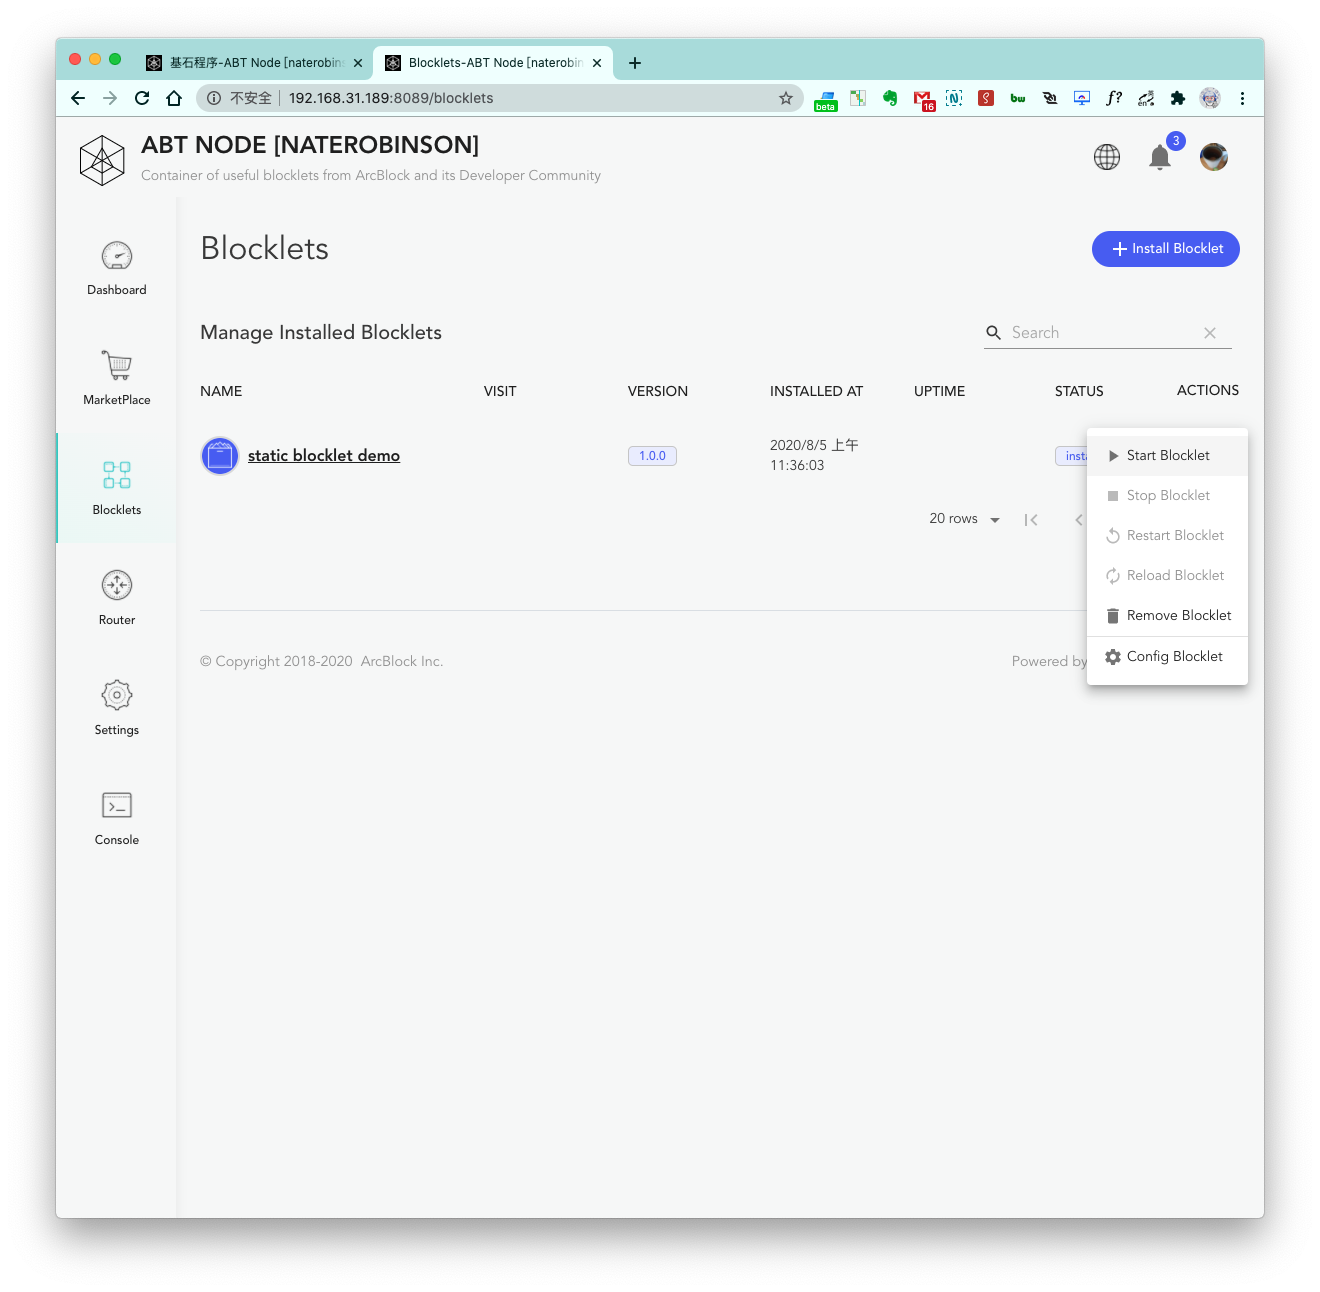 基石程序-ABT Node [naterobins
Blocklets-ABT Node [naterobin
不安全
192.168.31.189:8089/blocklets
beta
16
en
ABT NODE [NATEROBINSON]
Container of useful blocklets from ArcBlock and its Developer Community
3
Dashboard
MarketPlace
Blocklets
Router
Settings
Console
Blocklets
Install Blocklet
Manage Installed Blocklets
Search
NAME VISIT VERSION INSTALLED AT UPTIME STATUS ACTIONS
static blocklet demo
1.0.0
2020/8/5 上午
11:36:03
insta
20 rows
Start Blocklet
Stop Blocklet
Restart Blocklet
Reload Blocklet
Remove Blocklet
Config Blocklet
© Copyright 2018-2020 ArcBlock Inc.
Powered by